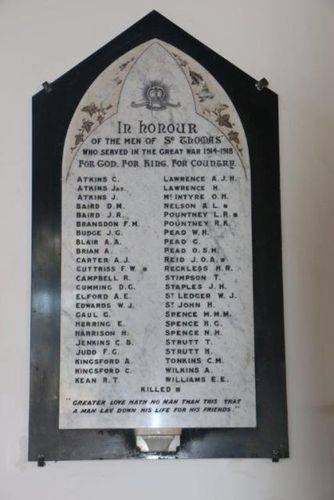 In honour
of the men of St Thomas'
who served in the Great War 1914-1918
For God. For King. For Country.
Atkins C.
Atkins Jas.
Atkins J.
Baird D.M.
Baird J.R.
Bransdon F.M.
Budge J.G.
Blair A.A.
Brian A.
Carter A.J.
Cuttriss F.W.
Campbell R.
Cumming D.G.
Elford A.E.
Edwards W.J.
Gaul G.
Herring E.
Harrison H.
Jenkins C.B.
Judd F.G.
Kingsford A.
Kingsford C.
Kean R.T.
Lawrence A.J.H.
Lawrence H.
McIntyre O.H.
Nelson A.L.
Pountney L.R.
Pountney R.K.
Pead W.H.
Pead G.
Pead O.S.H.
Reid J.O.A.
Reckless H.R.
Stimpson T.
Staples J.H.
St Ledger W.J.
St John H.
Spence M.M.M.
Spence H.G.
Spence N.H.
Strutt T.
Strutt H.
Tonkins C.M.
Wilkins A.
Williams E.E.
Killed
"Greater love hath no man than this that
a man lay down his life for his friends."